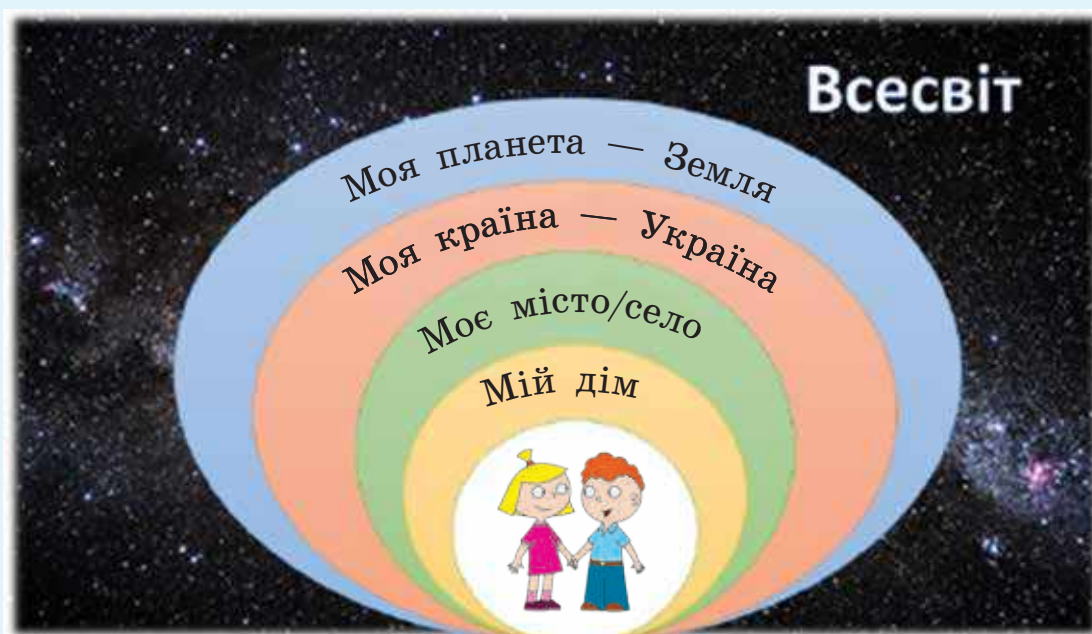 Всесвіт
Моя планета — Земля
Моя країна — Україна
Моє місто/село
Мій дім